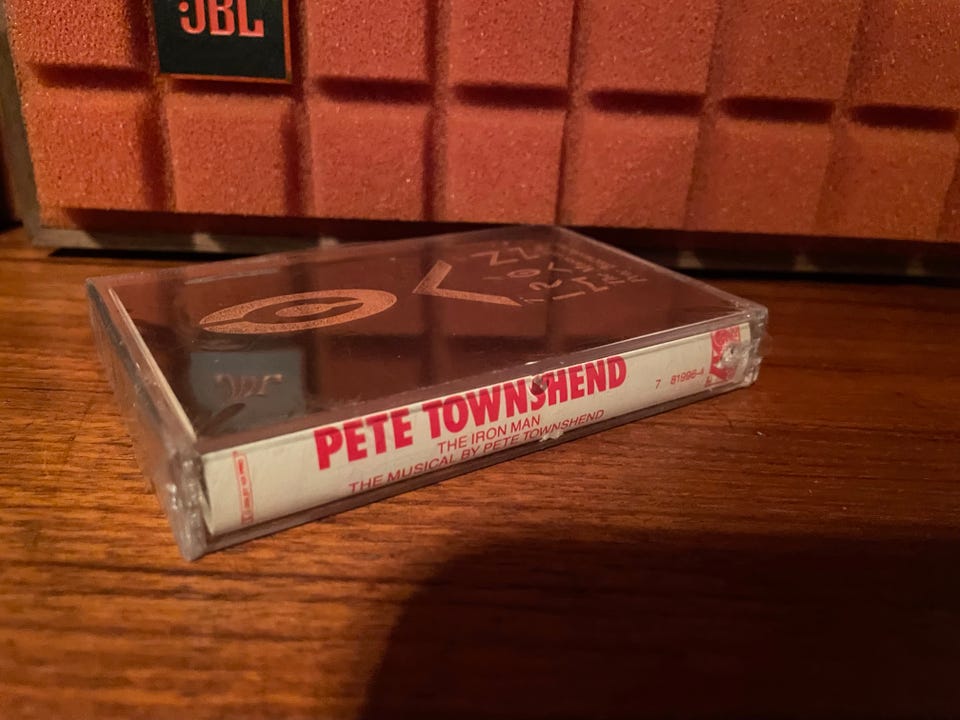 JBL
PETE TOWNSHEND
THE IRON MAN
THE MUSICAL BY PETE TOWNSHEND
7 81996-4